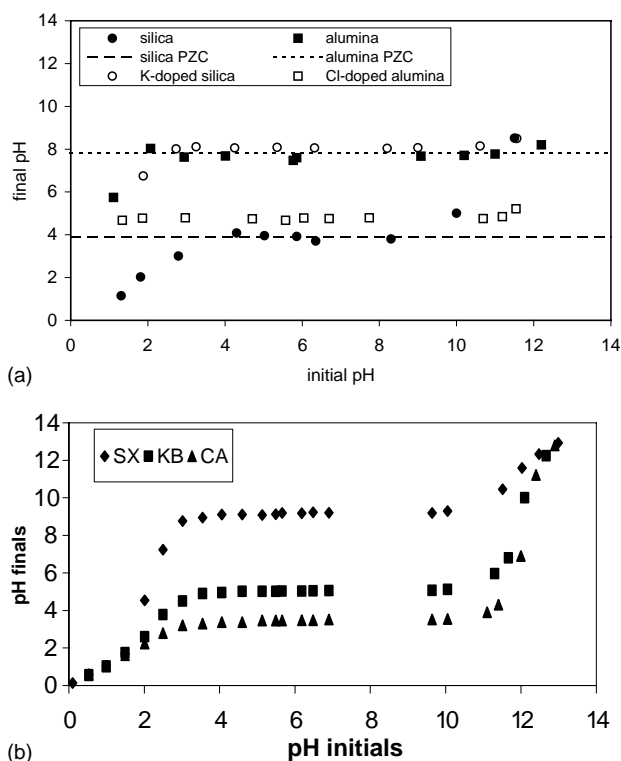 14
12
10
8
6
4
2
0
final pH
silica
alumina
silica PZC
alumina PZC
K-doped silica
Cl-doped alumina
0 2 4 6 8 10 12 14
initial pH
(a)
14
12
10
8
6
4
2
0
pH finals
SX KB CA
0 2 4 6 8 10 12 14
pH initials
(b)